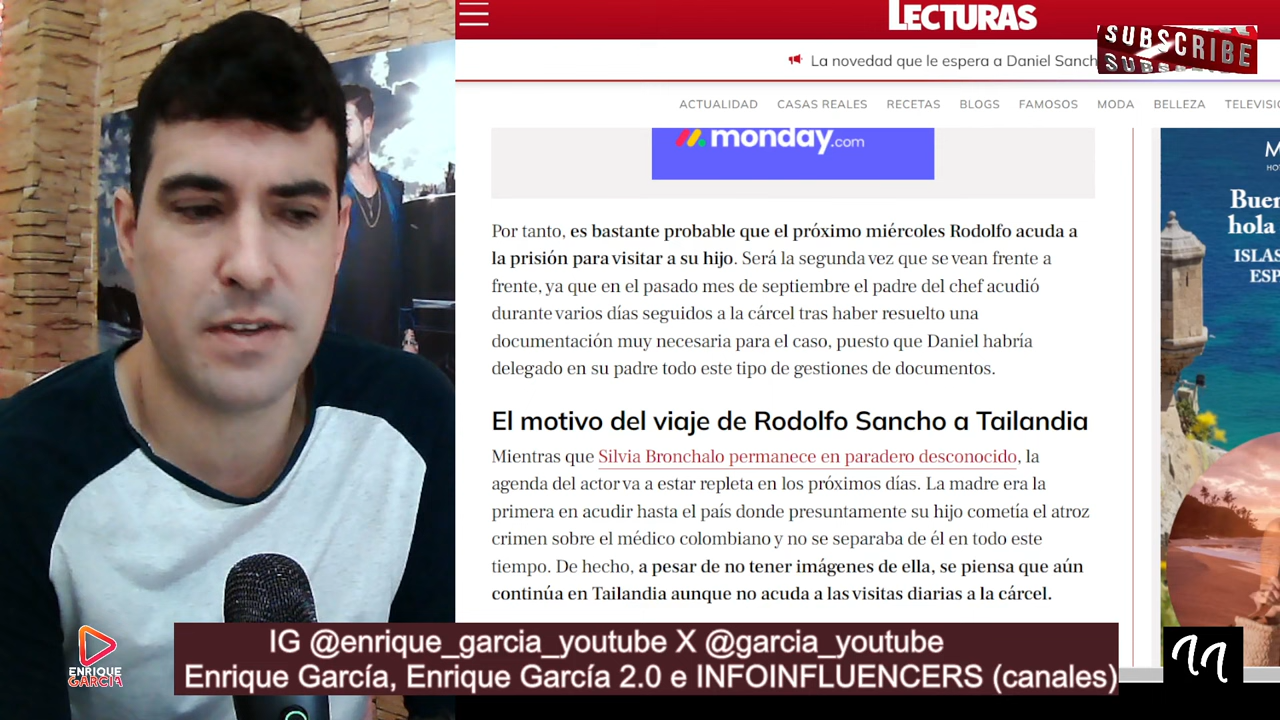 LECTURAS
SUBSCRIBE
La novedad que le espera a Daniel Sanch
ACTUALIDAD CASAS REALES RECETAS BLOGS FAMOSOS MODA BELLEZA TELEVISI
monday.com
Por tanto, es bastante probable que el próximo miércoles Rodolfo acuda a
la prisión para visitar a su hijo. Será la segunda vez que se vean frente a
frente, ya que en el pasado mes de septiembre el padre del chef acudió
durante varios días seguidos a la cárcel tras haber resuelto una
documentación muy necesaria para el caso, puesto que Daniel habría
delegado en su padre todo este tipo de gestiones de documentos.
El motivo del viaje de Rodolfo Sancho a Tailandia
Mientras que Silvia Bronchalo permanece en paradero desconocido, la
agenda del actor va a estar repleta en los próximos días. La madre era la
primera en acudir hasta el país donde presuntamente su hijo cometía el atroz
crimen sobre el médico colombiano y no se separaba de él en todo este
tiempo. De hecho, a pesar de no tener imágenes de ella, se piensa que aún
continúa en Tailandia aunque no acuda a las visitas diarias a la cárcel.
Buen
hola
ISLAS
ESP
IG @enrique_garcia_youtube X @garcia_youtube
Enrique García, Enrique García 2.0 e INFOINFLUENCERS (canales)
ENRIQUE
GARCÍA